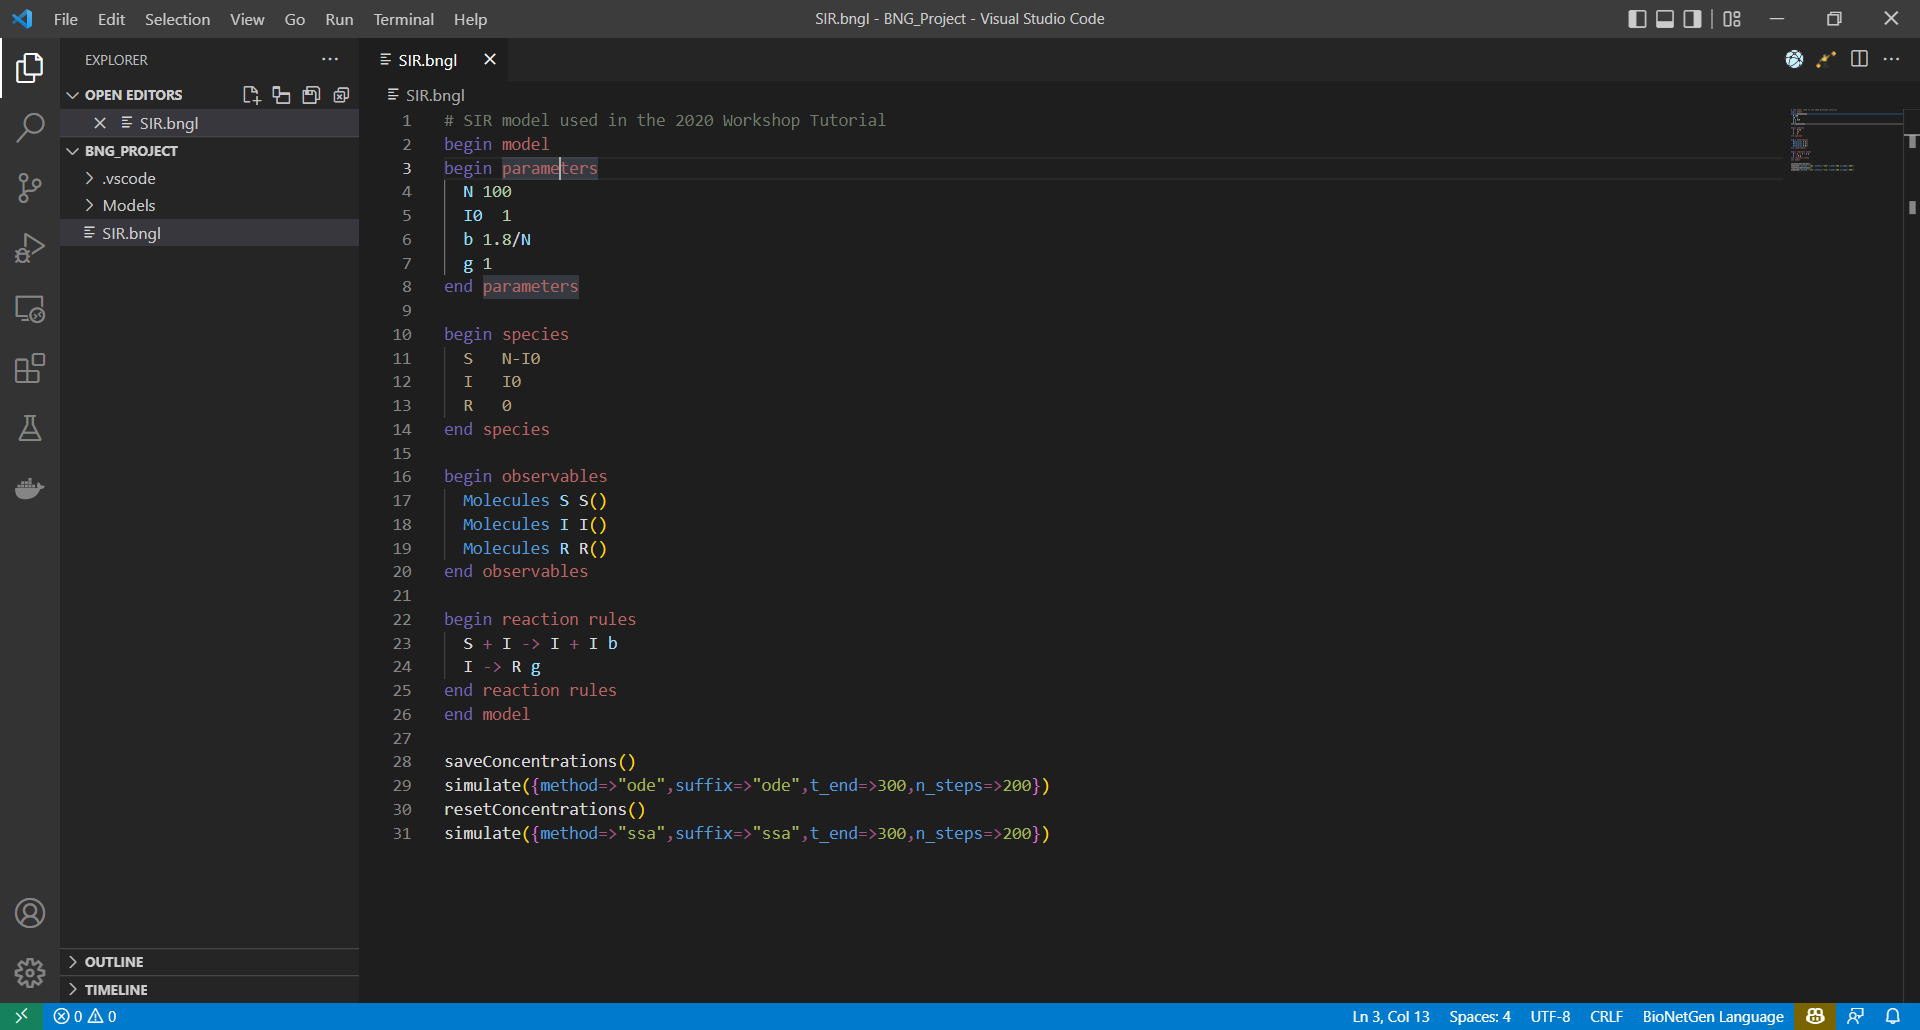 File Edit Selection View Go Run Terminal Help
SIR.bngl - BNG_Project - Visual Studio Code
EXPLORER
OPEN EDITORS
SIR.bngl
BNG_PROJECT
.vscode
Models
SIR.bngl
OUTLINE
TIMELINE
SIR.bngl
SIR.bngl
1 # SIR model used in the 2020 Workshop Tutorial
2 begin model
3 begin parameters
4 N 100
5 I0  1
6 b 1.8/N
7 g 1
8 end parameters
9
10 begin species
11 S   N-I0
12 I   I0
13 R   0
14 end species
15
16 begin observables
17 Molecules S S()
18 Molecules I I()
19 Molecules R R()
20 end observables
21
22 begin reaction rules
23 S + I -> I + I b
24 I -> R g
25 end reaction rules
26 end model
27
28 saveConcentrations()
29 simulate({method=>"ode",suffix=>"ode",t_end=>300,n_steps=>200})
30 resetConcentrations()
31 simulate({method=>"ssa",suffix=>"ssa",t_end=>300,n_steps=>200})
0 0
Ln 3, Col 13 Spaces: 4 UTF-8 CRLF BioNetGen Language